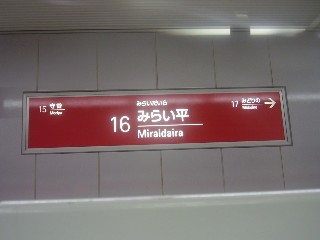 15 守谷
Moriya
みらいだいら
16 みらい平
Miraidaira
17 みどりの →
Midorino